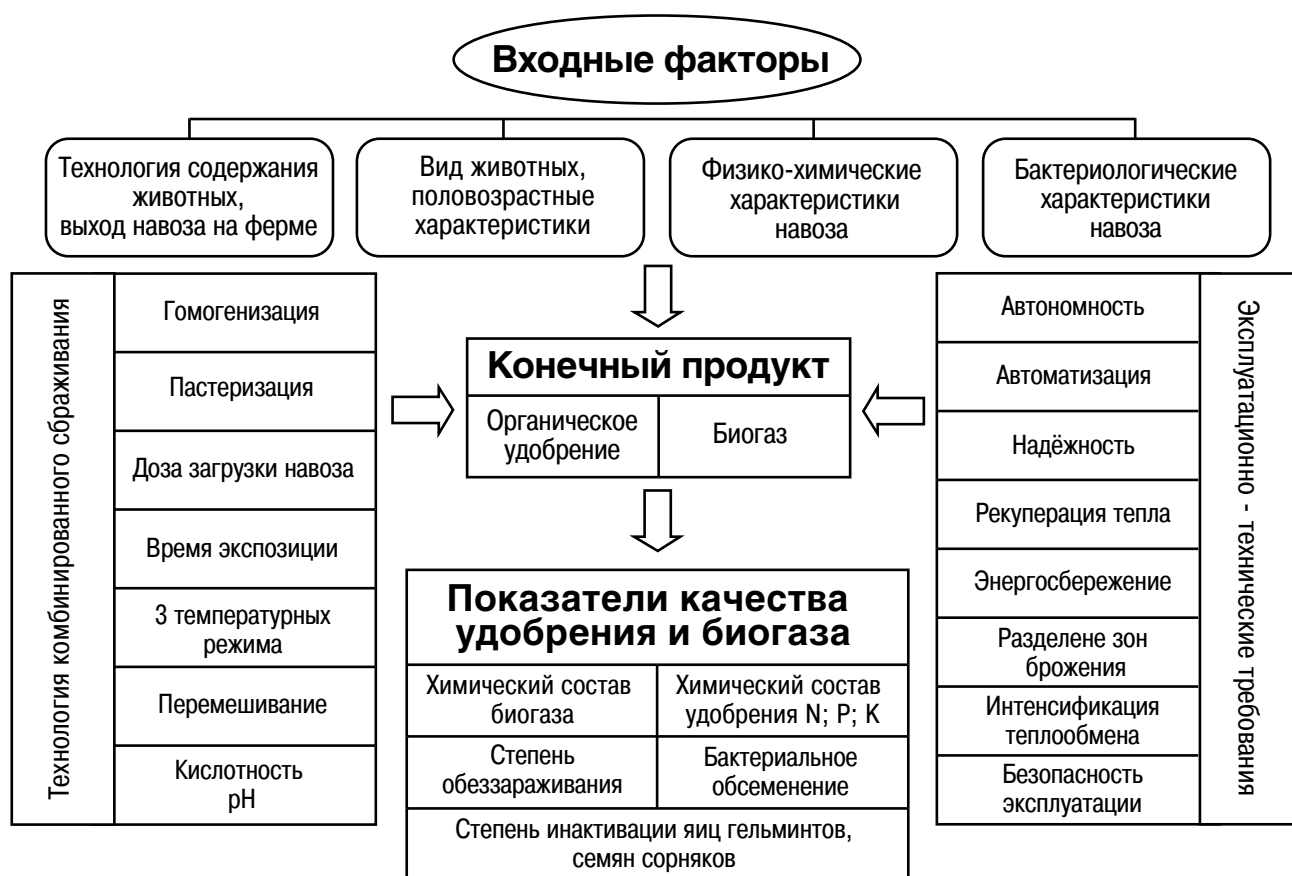 Входные факторы
Технология содержания
животных,
выход навоза на ферме
Вид животных,
половозрастные
характеристики
Физико-химические
характеристики
навоза
Бактериологические
характеристики
навоза
Технология комбинированного сбраживания
Гомогенизация
Пастеризация
Доза загрузки навоза
Время экспозиции
3 температурных
режима
Перемешивание
Кислотность
pH
Конечный продукт
Органическое
удобрение
Биогаз
Показатели качества
удобрения и биогаза
Химический состав
биогаза
Химический состав
удобрения N; P; K
Степень
обеззараживания
Бактериальное
обсеменение
Степень инактивации яиц гельминтов,
семян сорняков
Автономность
Автоматизация
Надёжность
Рекуперация тепла
Энергосбережение
Разделене зон
брожения
Интенсификация
теплообмена
Безопасность
эксплуатации
Эксплуатационно - технические требования